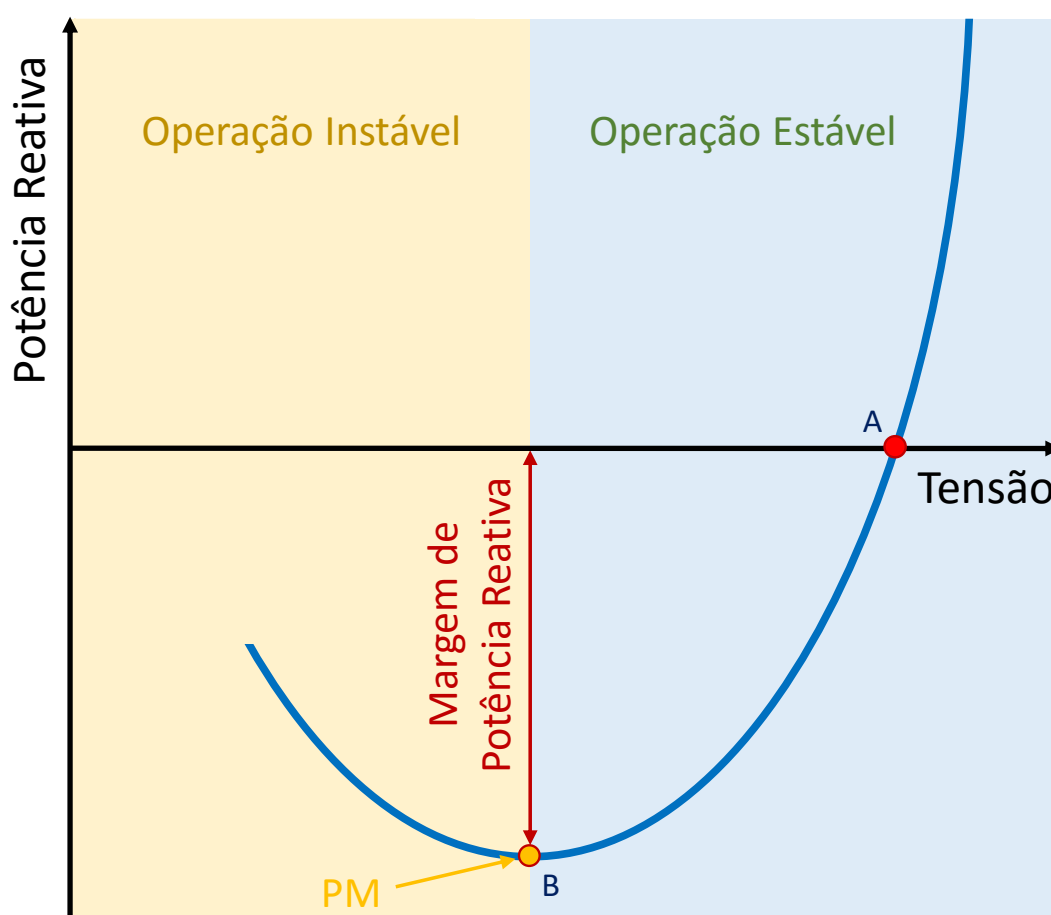 Potência Reativa
Operação Instável
Operação Estável
A
Tensão
Margem de
Potência Reativa
PM
B